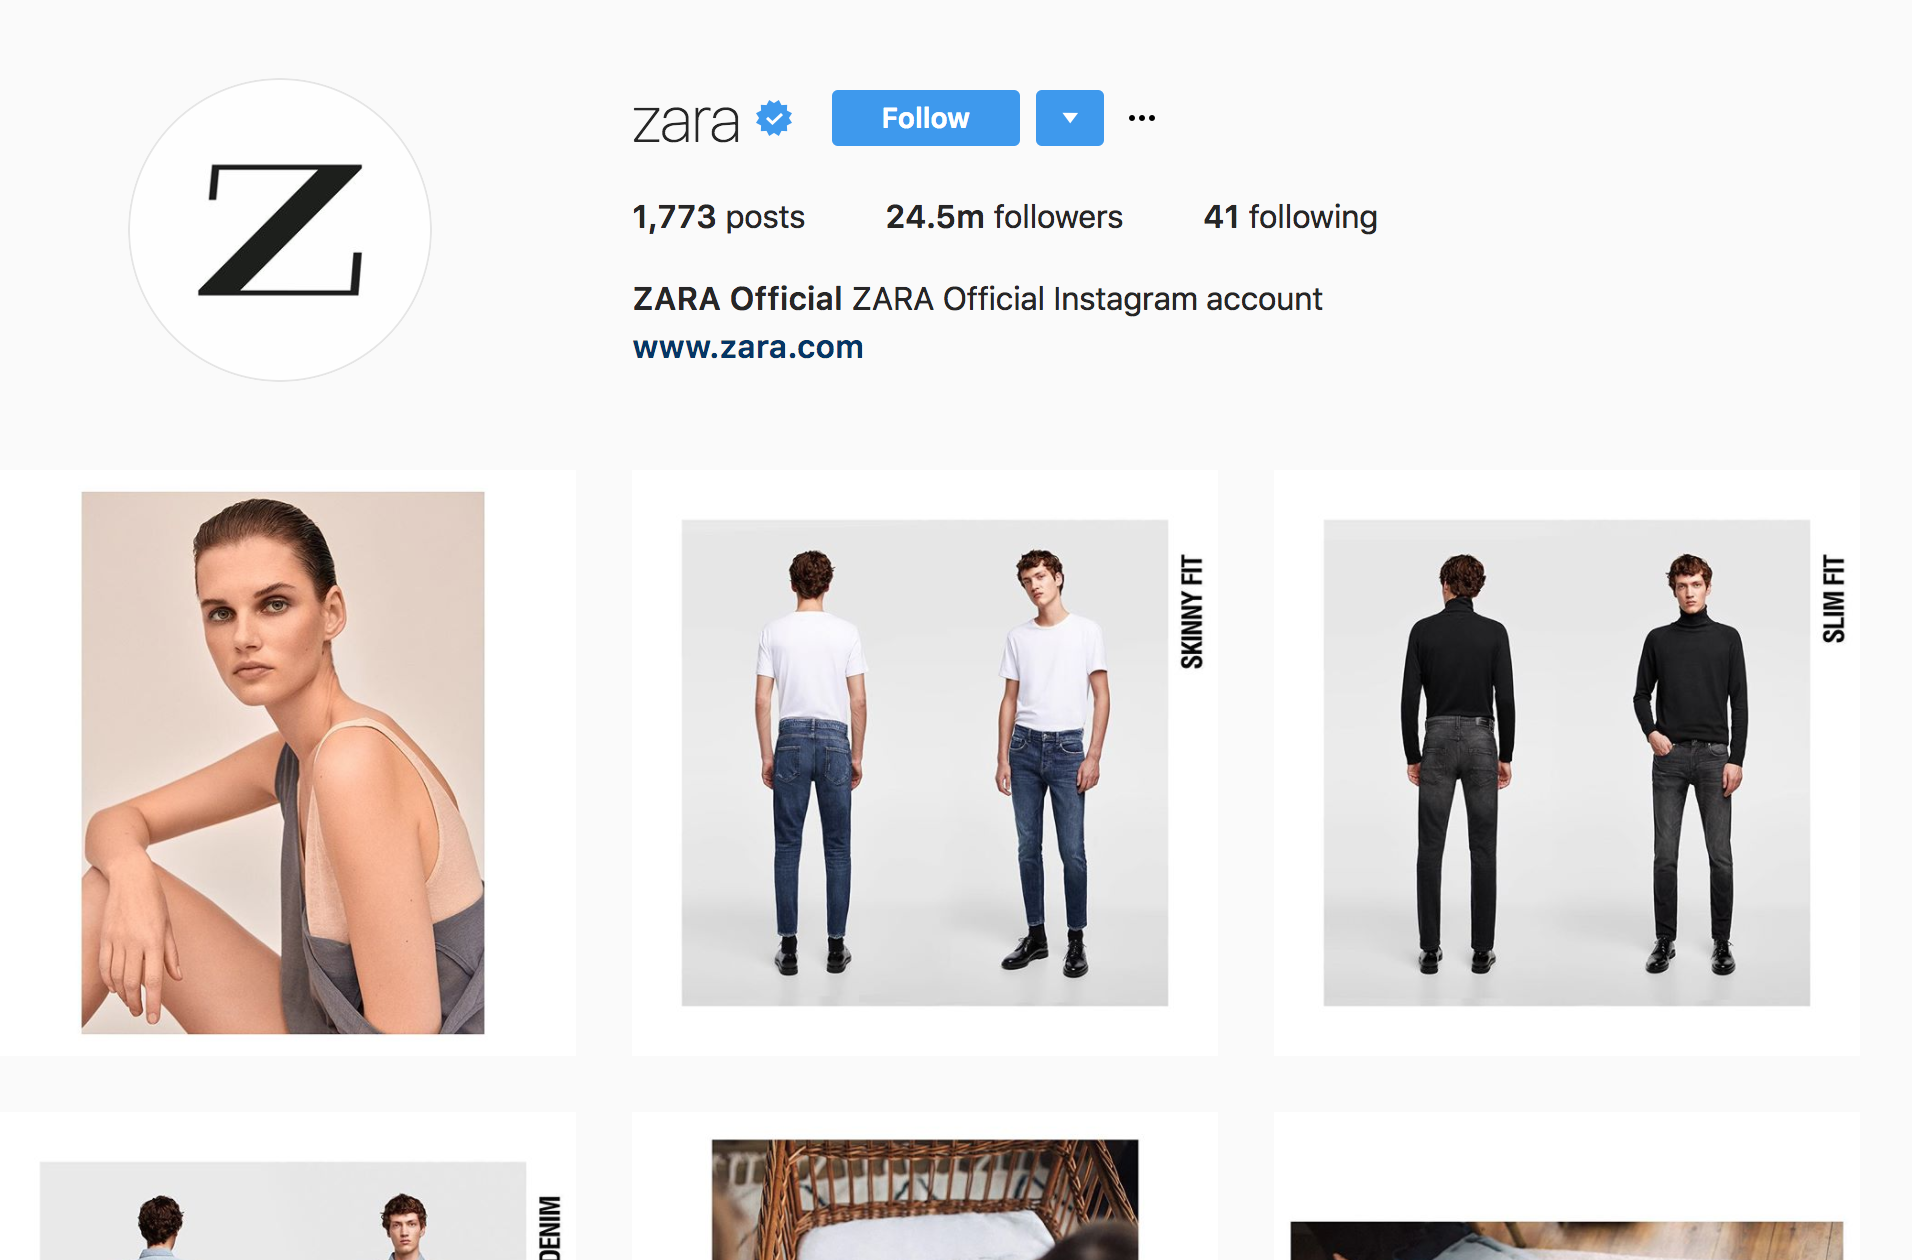 Z
zara Follow
1,773 posts 24.5m followers 41 following
ZARA Official ZARA Official Instagram account
www.zara.com
SKINNY FIT
SLIM FIT
DENIM